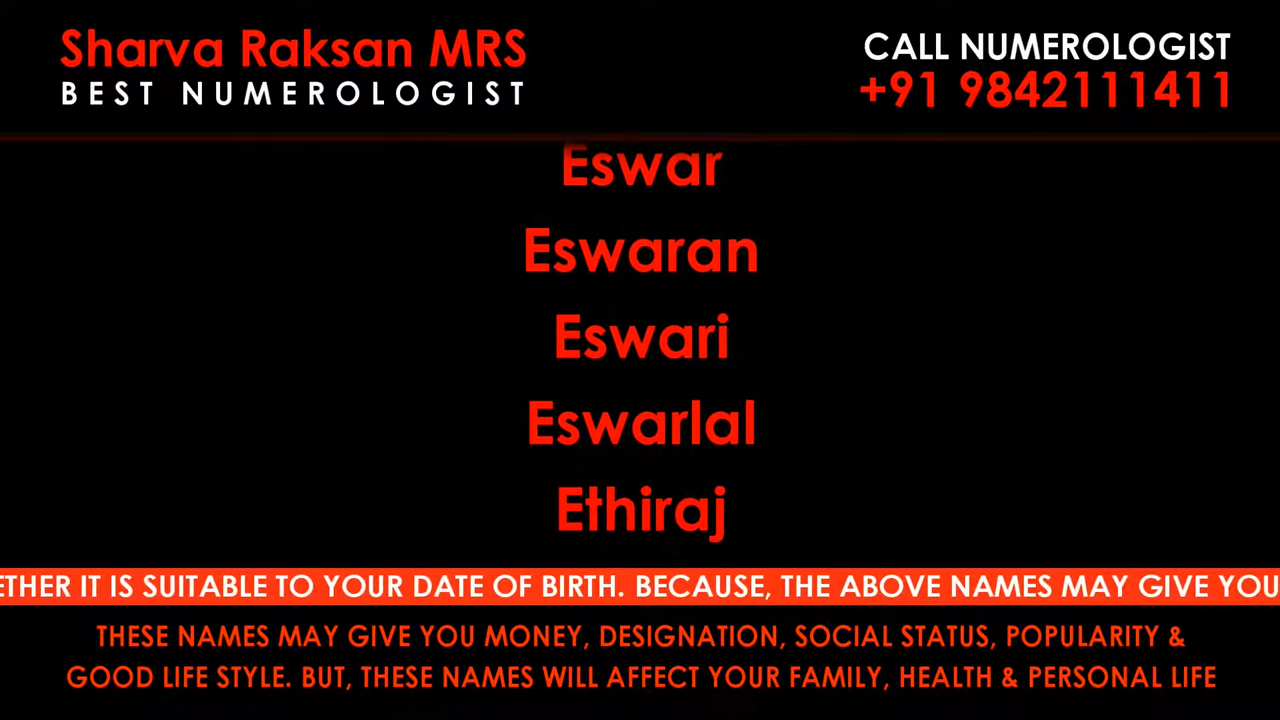 Sharva Raksan MRS
BEST NUMEROLOGIST
CALL NUMEROLOGIST
+91 9842111411
Eswar
Eswaran
Eswari
Eswarlal
Ethiraj
IT IS SUITABLE TO YOUR DATE OF BIRTH. BECAUSE, THE ABOVE NAMES MAY GIVE YOU
THESE NAMES MAY GIVE YOU MONEY, DESIGNATION, SOCIAL STATUS, POPULARITY &
GOOD LIFE STYLE. BUT, THESE NAMES WILL AFFECT YOUR FAMILY, HEALTH & PERSONAL LIFE